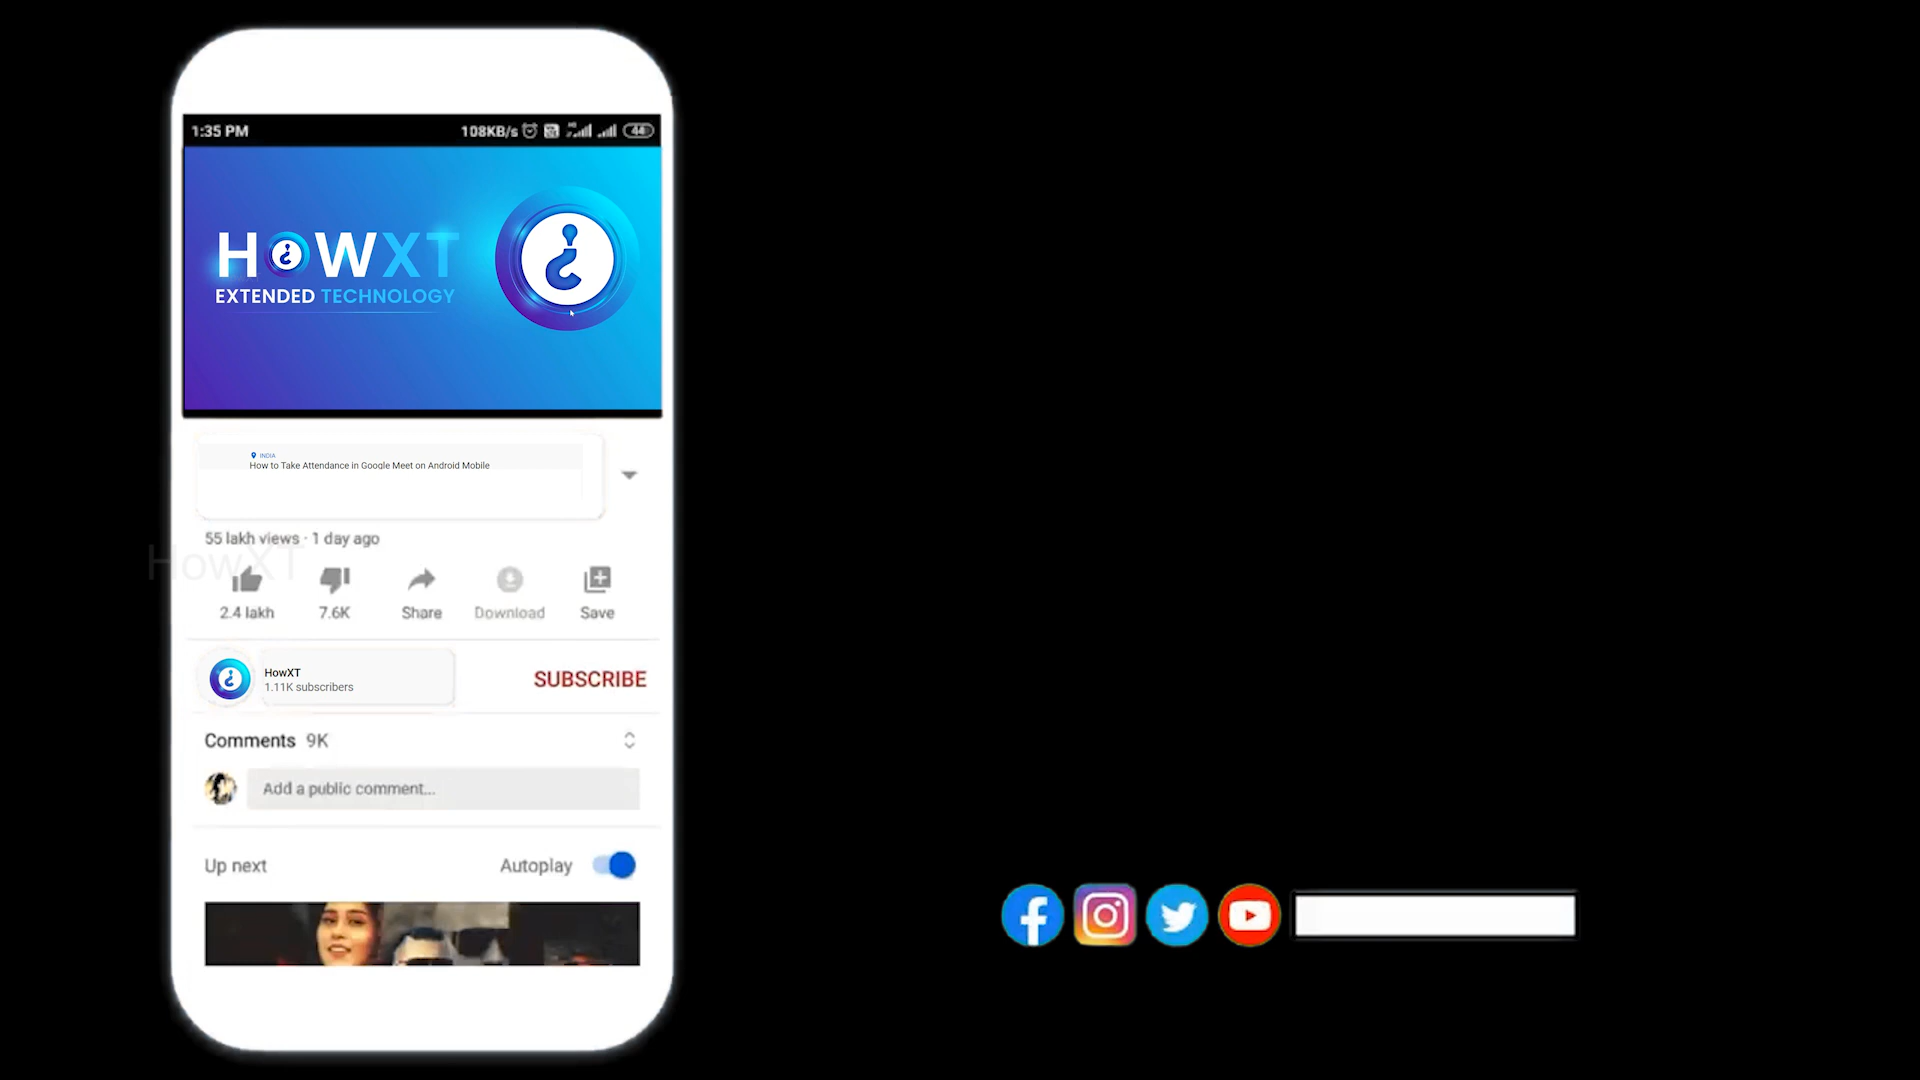 1:35 PM 108KB/s 44
HOWXT
EXTENDED TECHNOLOGY
INDIA
How to Take Attendance in Google Meet on Android Mobile
55 lakh views · 1 day ago
HowXT
2.4 lakh 7.6K Share Download Save
HowXT
1.11K subscribers
SUBSCRIBE
Comments 9K
Add a public comment...
Up next Autoplay